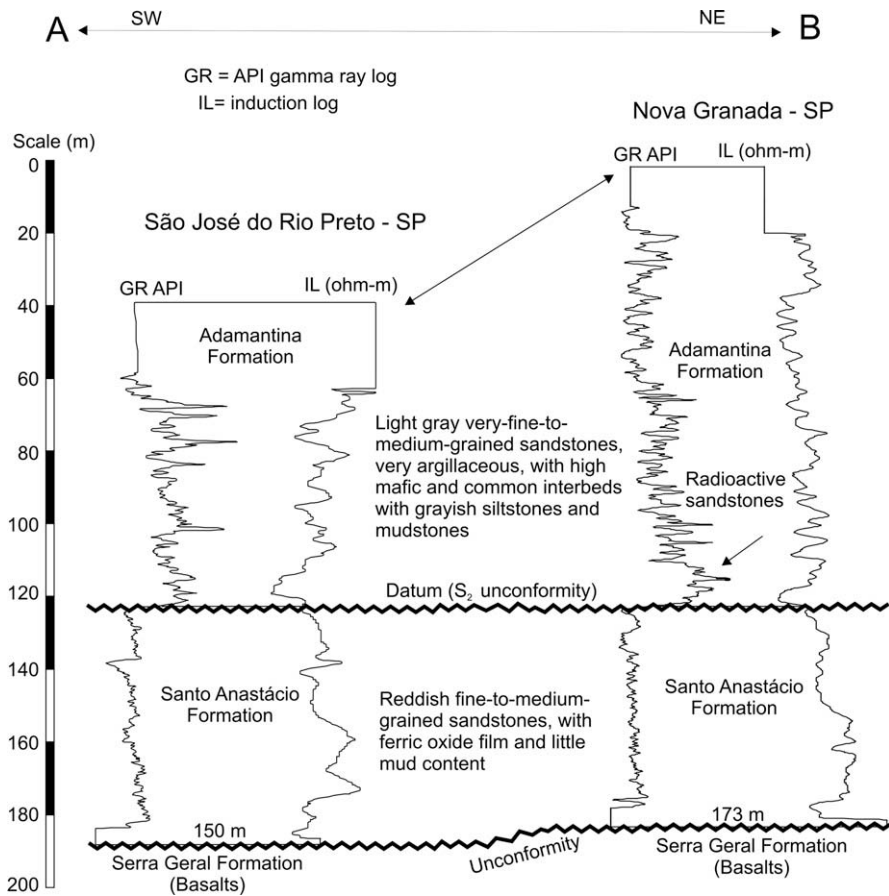 A
SW
NE
B
GR = API gamma ray log
IL= induction log
Nova Granada - SP
Scale (m)
0
20
40
60
80
100
120
140
160
180
200
GR API
IL (ohm-m)
São José do Rio Preto - SP
GR API
IL (ohm-m)
Adamantina
Formation
Adamantina
Formation
Light gray very-fine-to-
medium-grained sandstones,
very argillaceous, with high
mafic and common interbeds
with grayish siltstones and
mudstones
Radioactive
sandstones
Datum (S₂ unconformity)
Santo Anastácio
Formation
Reddish fine-to-medium-
grained sandstones, with
ferric oxide film and little
mud content
Santo Anastácio
Formation
150 m
173 m
Serra Geral Formation
(Basalts)
Unconformity
Serra Geral Formation
(Basalts)